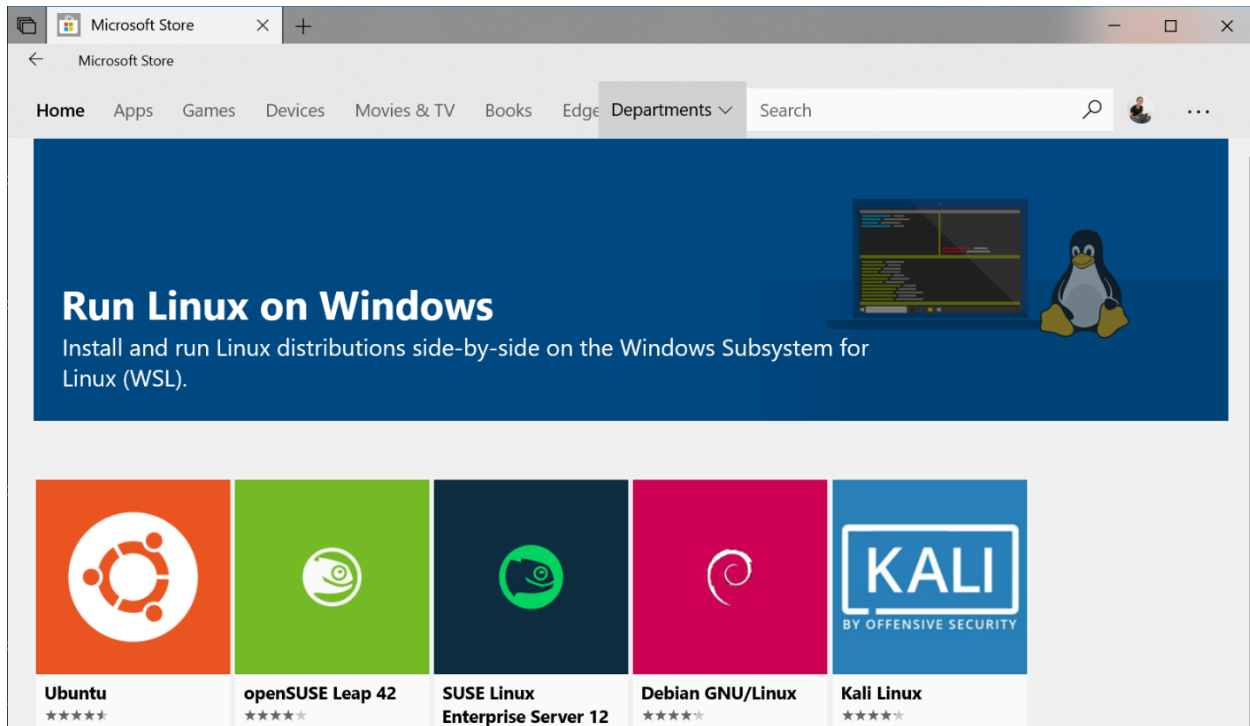 Microsoft Store
Microsoft Store
Home Apps Games Devices Movies & TV Books Edge Departments Search
Run Linux on Windows
Install and run Linux distributions side-by-side on the Windows Subsystem for
Linux (WSL).
KALI
BY OFFENSIVE SECURITY
Ubuntu openSUSE Leap 42 SUSE Linux Debian GNU/Linux Kali Linux
Enterprise Server 12